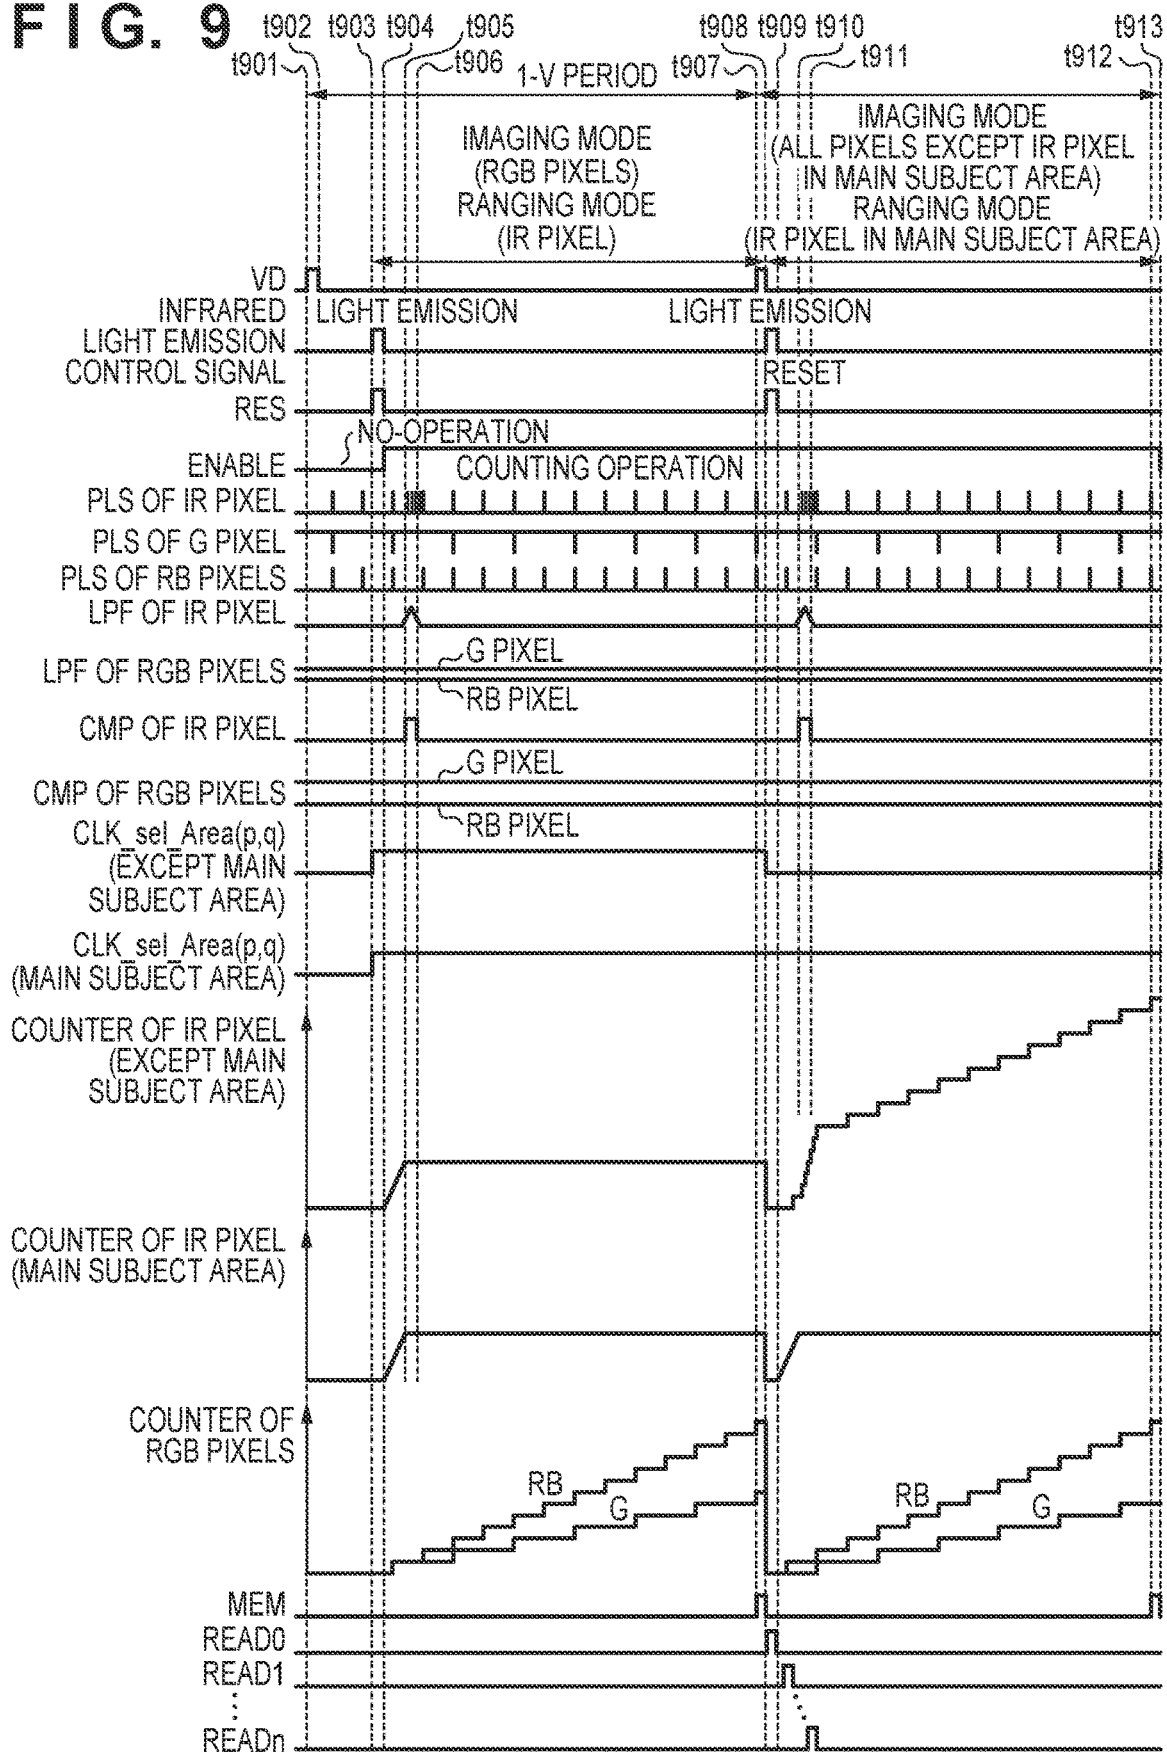 FIG. 9
t902 t903 t904 t905 t908 t909 t910 t913
t901 t906 t907 t911 t912
1-V PERIOD
IMAGING MODE
(RGB PIXELS)
RANGING MODE
(IR PIXEL)
IMAGING MODE
(ALL PIXELS EXCEPT IR PIXEL
IN MAIN SUBJECT AREA)
RANGING MODE
(IR PIXEL IN MAIN SUBJECT AREA)
VD
INFRARED
LIGHT EMISSION
CONTROL SIGNAL
LIGHT EMISSION
LIGHT EMISSION
RESET
RES
NO-OPERATION
ENABLE
COUNTING OPERATION
PLS OF IR PIXEL
PLS OF G PIXEL
PLS OF RB PIXELS
LPF OF IR PIXEL
G PIXEL
LPF OF RGB PIXELS
RB PIXEL
CMP OF IR PIXEL
G PIXEL
CMP OF RGB PIXELS
RB PIXEL
CLK_sel_Area(p,q)
(EXCEPT MAIN
SUBJECT AREA)
CLK_sel_Area(p,q)
(MAIN SUBJECT AREA)
COUNTER OF IR PIXEL
(EXCEPT MAIN
SUBJECT AREA)
COUNTER OF IR PIXEL
(MAIN SUBJECT AREA)
COUNTER OF
RGB PIXELS
RB
G
RB
G
MEM
READ0
READ1
READn